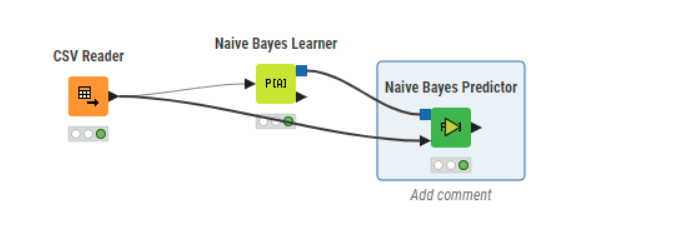 Naive Bayes Learner
CSV Reader
P[A]
Naive Bayes Predictor
Add comment